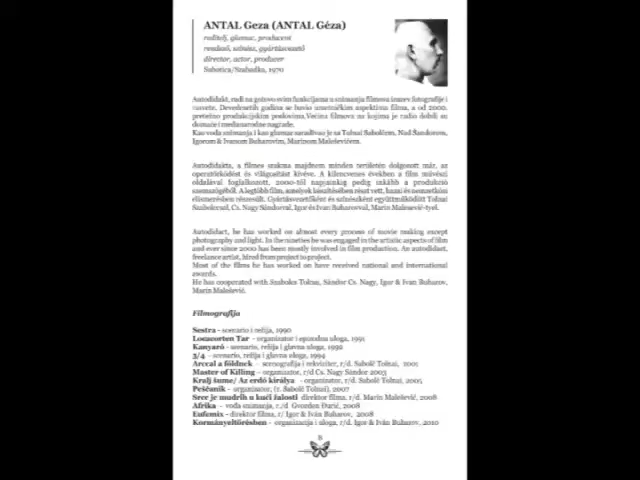 ANTAL Geza (ANTAL Géza)
reditelj, glumac, producent
rendező, színész, gyártásvezető
director, actor, producer
Subotica/Szabadka, 1970
Autodidakt, radi na gotovo svim funkcijama u snimanju filmova izuzev fotografije i
rasvete. Devedesetih godina se bavio umetničkim aspektima filma, a od 2000.
pretežno produkcijskim poslovima. Većina filmova na kojima je radio dobili su
domaće i međunarodne nagrade.
Kao vođa snimanja i kao glumac sarađivao je sa Tolnai Sabolčem, Nađ Šandorom,
Igorom & Ivanom Buharovim, Marinom Maleševićem.
Autodidakta, a filmes szakma majdnem minden területén dolgozott már, az
operatőrködést és világosítást kivéve. A kilencvenes években a film művészi
oldalával foglalkozott, 2000-től napjainkig pedig inkább a produkció
szemszögéből. A legtöbb film, amelyek készítésében részt vett, hazai és nemzetközi
elismerésben részesült. Gyártásvezetőként és színészként együttműködött Tolnai
Szabolccsal, Cs. Nagy Sándorral, Igor és Ivan Buharovval, Marin Malešević-tyel.
Autodidact, he has worked on almost every process of movie making except
photography and light. In the nineties he was engaged in the artistic aspects of film
and ever since 2000 has been mostly involved in film production. An autodidact,
freelance artist, hired from project to project.
Most of the films he has worked on have received national and international
awards.
He has cooperated with Szabolcs Tolnai, Sándor Cs. Nagy, Igor & Ivan Buharov,
Marin Malešević.
Filmografija
Sestra - scenario i režija, 1990
Locusorten Tar - organizator i epizodna uloga, 1991
Kanyaró - scenario, režija i glavna uloga, 1992
3/4 - scenario, režija i glavna uloga, 1994
Arccal a földnek - scenografija i rekviziter, r/d. Sabolč Tolnai, 2001
Master of Killing - organizator, r/d Cs. Nagy Sándor 2003
Kralj šume/ Az erdő királya - organizator, r/d. Sabolč Tolnai, 2005
Peščanik - organizator, (r. Sabolč Tolnai), 2007
Srce je mudrih u kući žalosti direktor filma, r/d. Marin Malešević, 2008
Afrika - vođa snimanja, r./d Gvozden Đurić, 2008
Eufemix - direktor filma, r/ Igor & Iván Buharov, 2008
Kormányeltörésben - organizacija i uloga, r/d. Igor & Iván Buharov, 2010
8